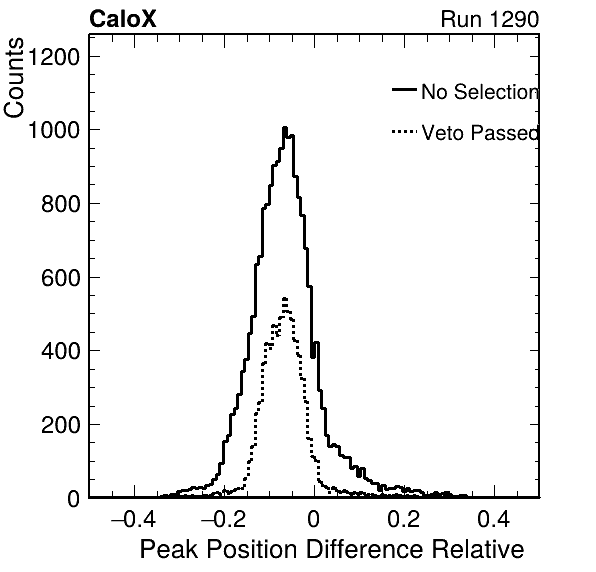 CaloX Run 1290
Counts
1200
1000
800
600
400
200
0
No Selection
Veto Passed
−0.4 −0.2 0 0.2 0.4
Peak Position Difference Relative